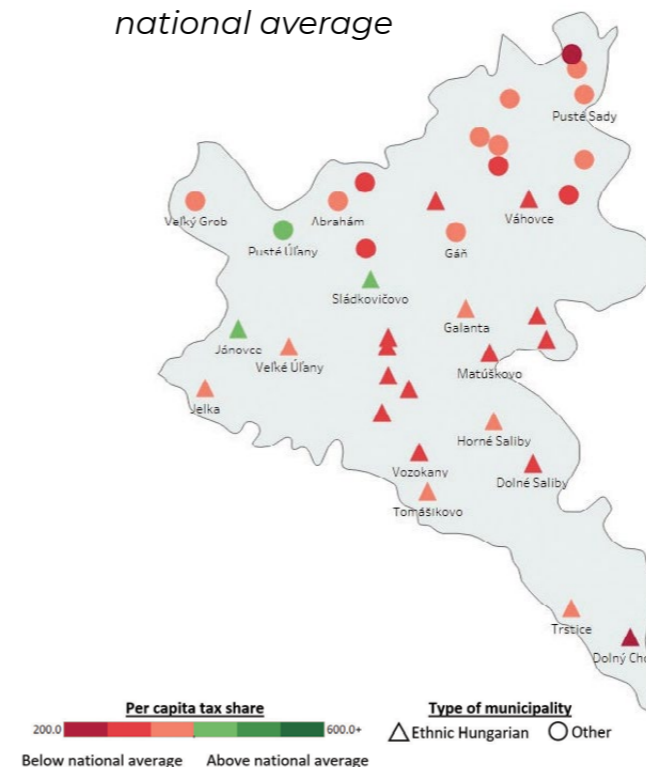 national average
Pusté Sady
Veľký Grob
Abrahám
Váhovce
Pusté Úľany
Gáň
Sládkovičovo
Galanta
Jánovce
Veľké Úľany
Matúškovo
Jelka
Horné Saliby
Vozokany
Dolné Saliby
Tomášikovo
Trstice
Dolný Cho
Per capita tax share
200.0
600.0+
Below national average
Above national average
Type of municipality
Ethnic Hungarian
Other